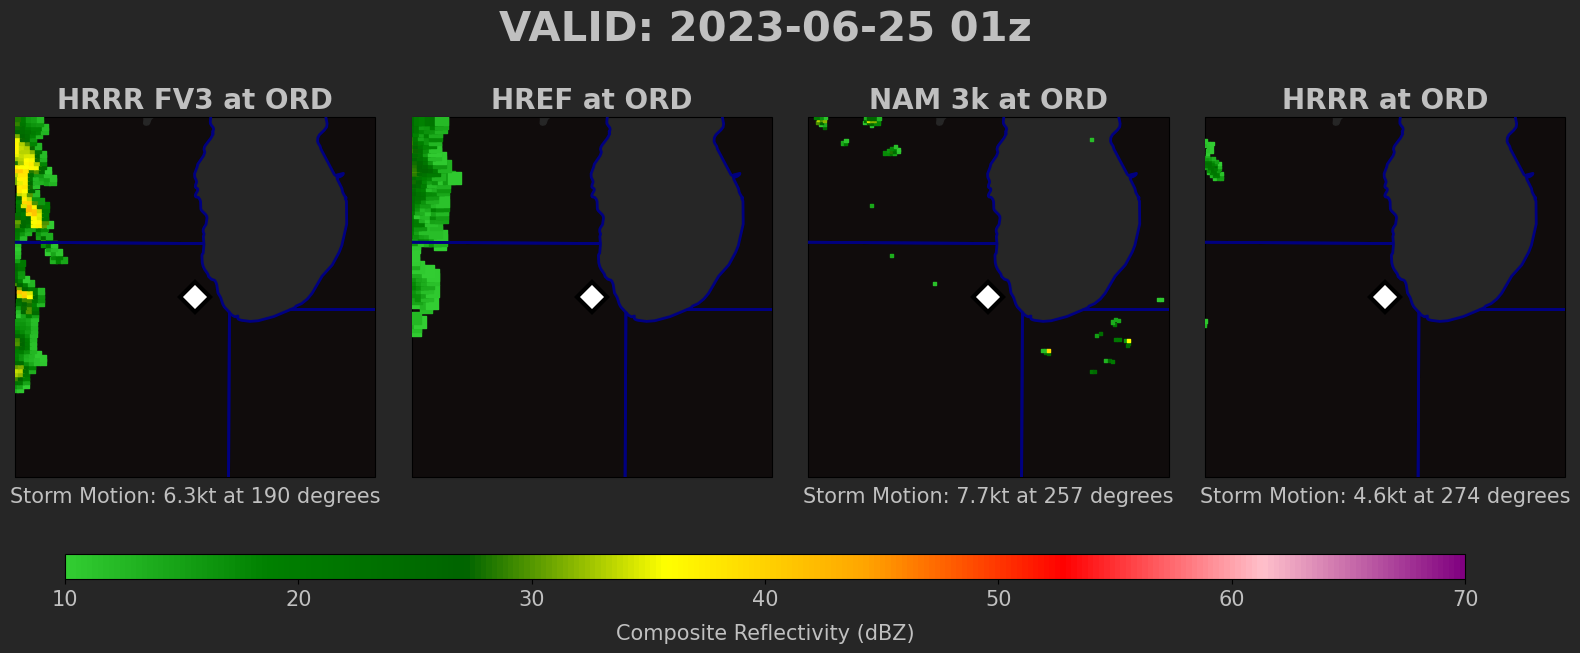 VALID: 2023-06-25 01z
HRRR FV3 at ORD
HREF at ORD
NAM 3k at ORD
HRRR at ORD
Storm Motion: 6.3kt at 190 degrees
Storm Motion: 7.7kt at 257 degrees
Storm Motion: 4.6kt at 274 degrees
10 20 30 40 50 60 70
Composite Reflectivity (dBZ)